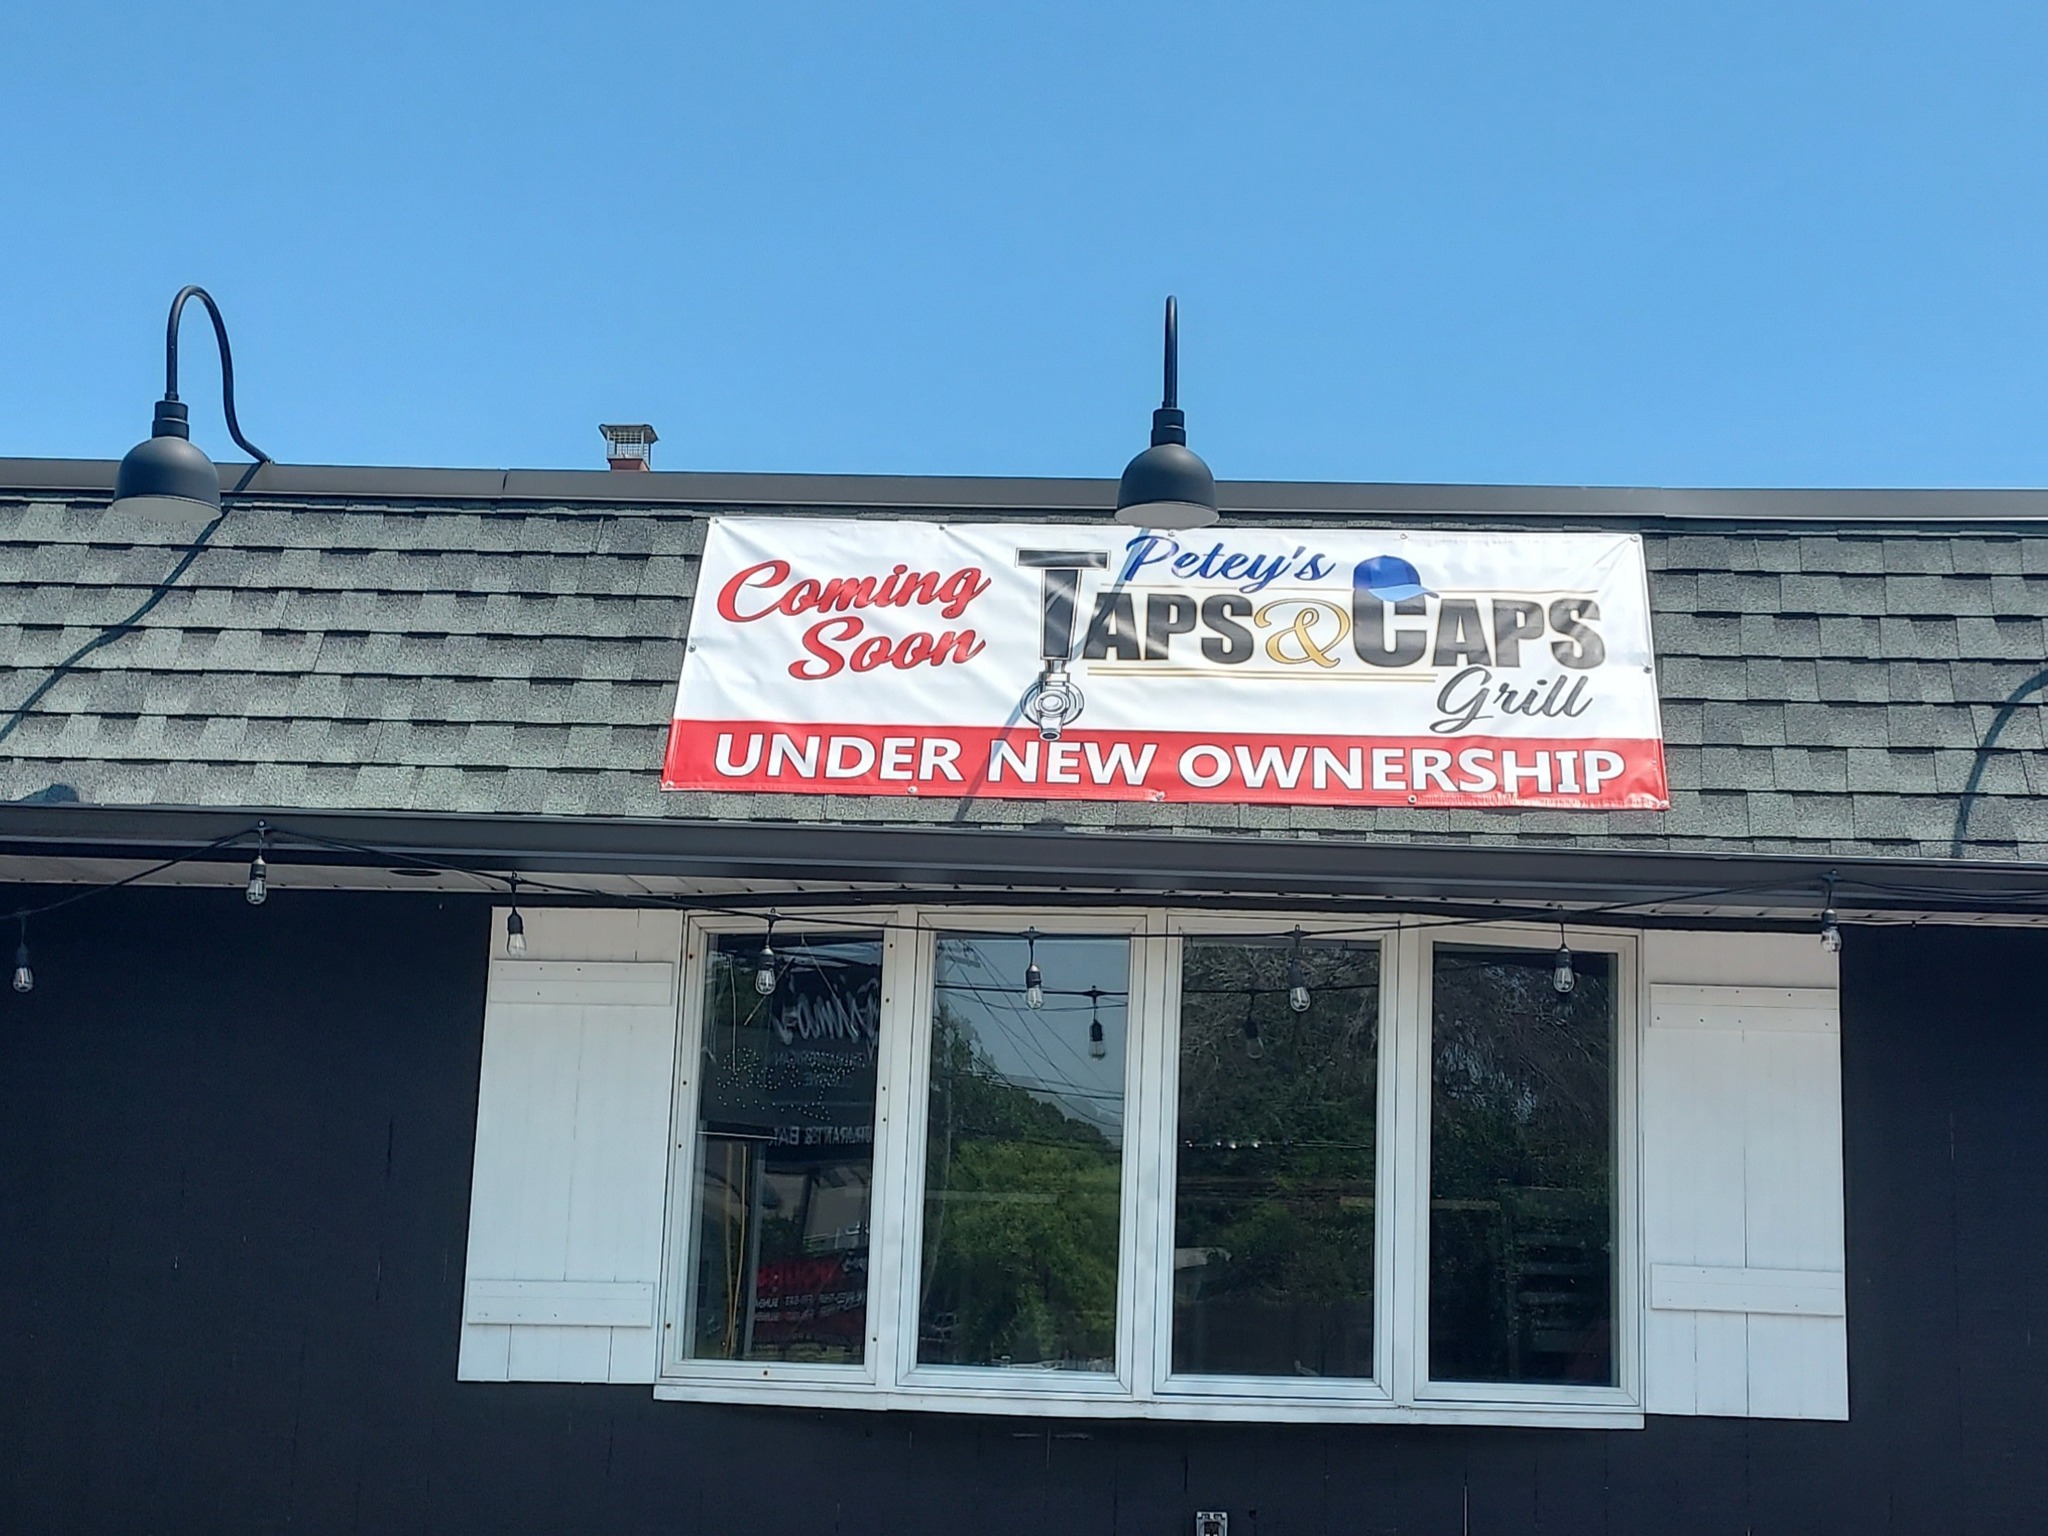 Coming
Soon
Petey's
TAPS & CAPS
Grill
UNDER NEW OWNERSHIP